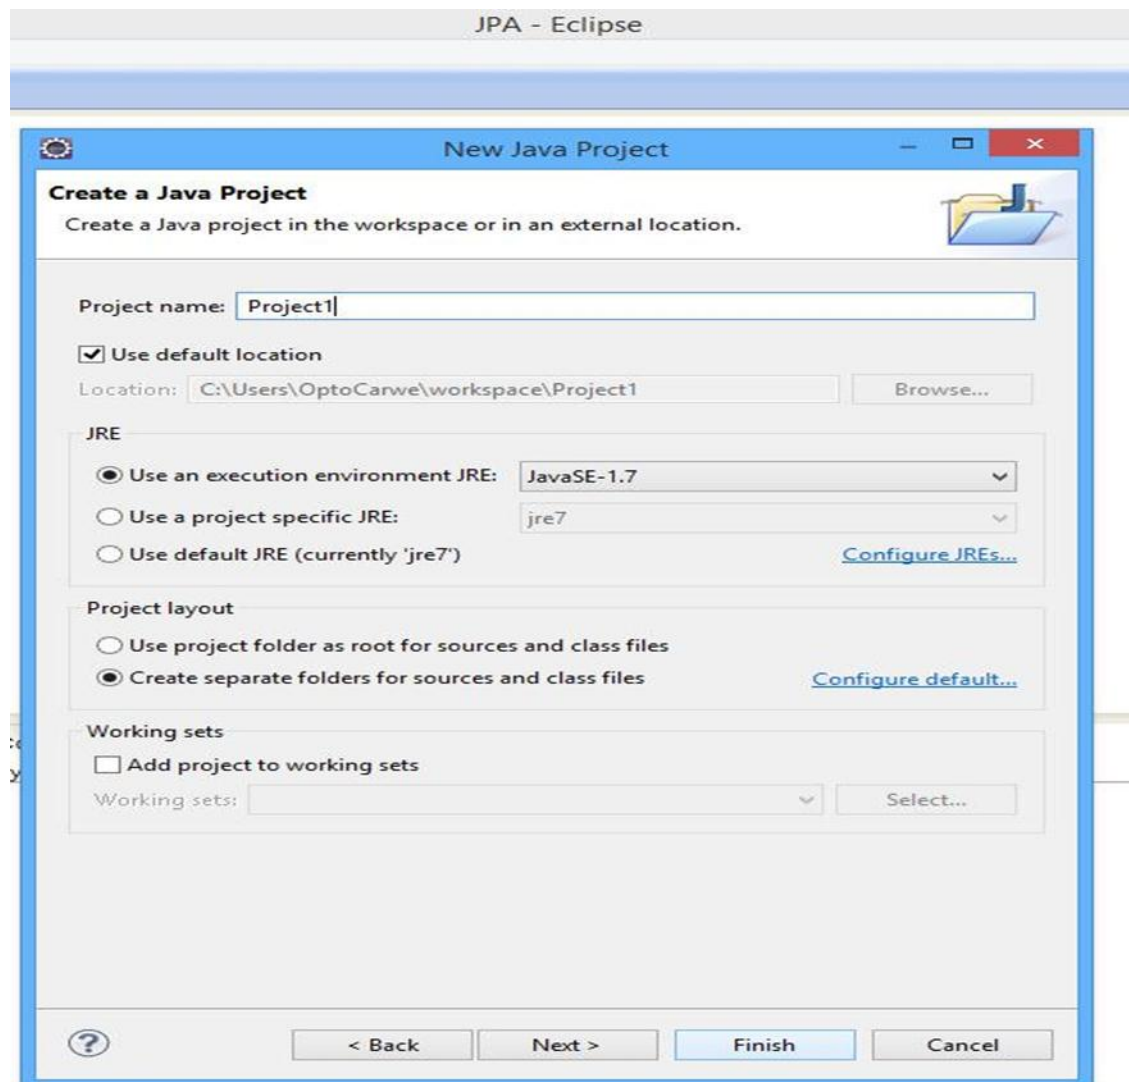 JPA - Eclipse
New Java Project
Create a Java Project
Create a Java project in the workspace or in an external location.
Project name: Project1
Use default location
Location: C:\Users\OptoCarwe\workspace\Project1 Browse...
JRE
Use an execution environment JRE: JavaSE-1.7
Use a project specific JRE: jre7
Use default JRE (currently 'jre7') Configure JREs...
Project layout
Use project folder as root for sources and class files
Create separate folders for sources and class files Configure default...
Working sets
Add project to working sets
Working sets: Select...
? < Back Next > Finish Cancel